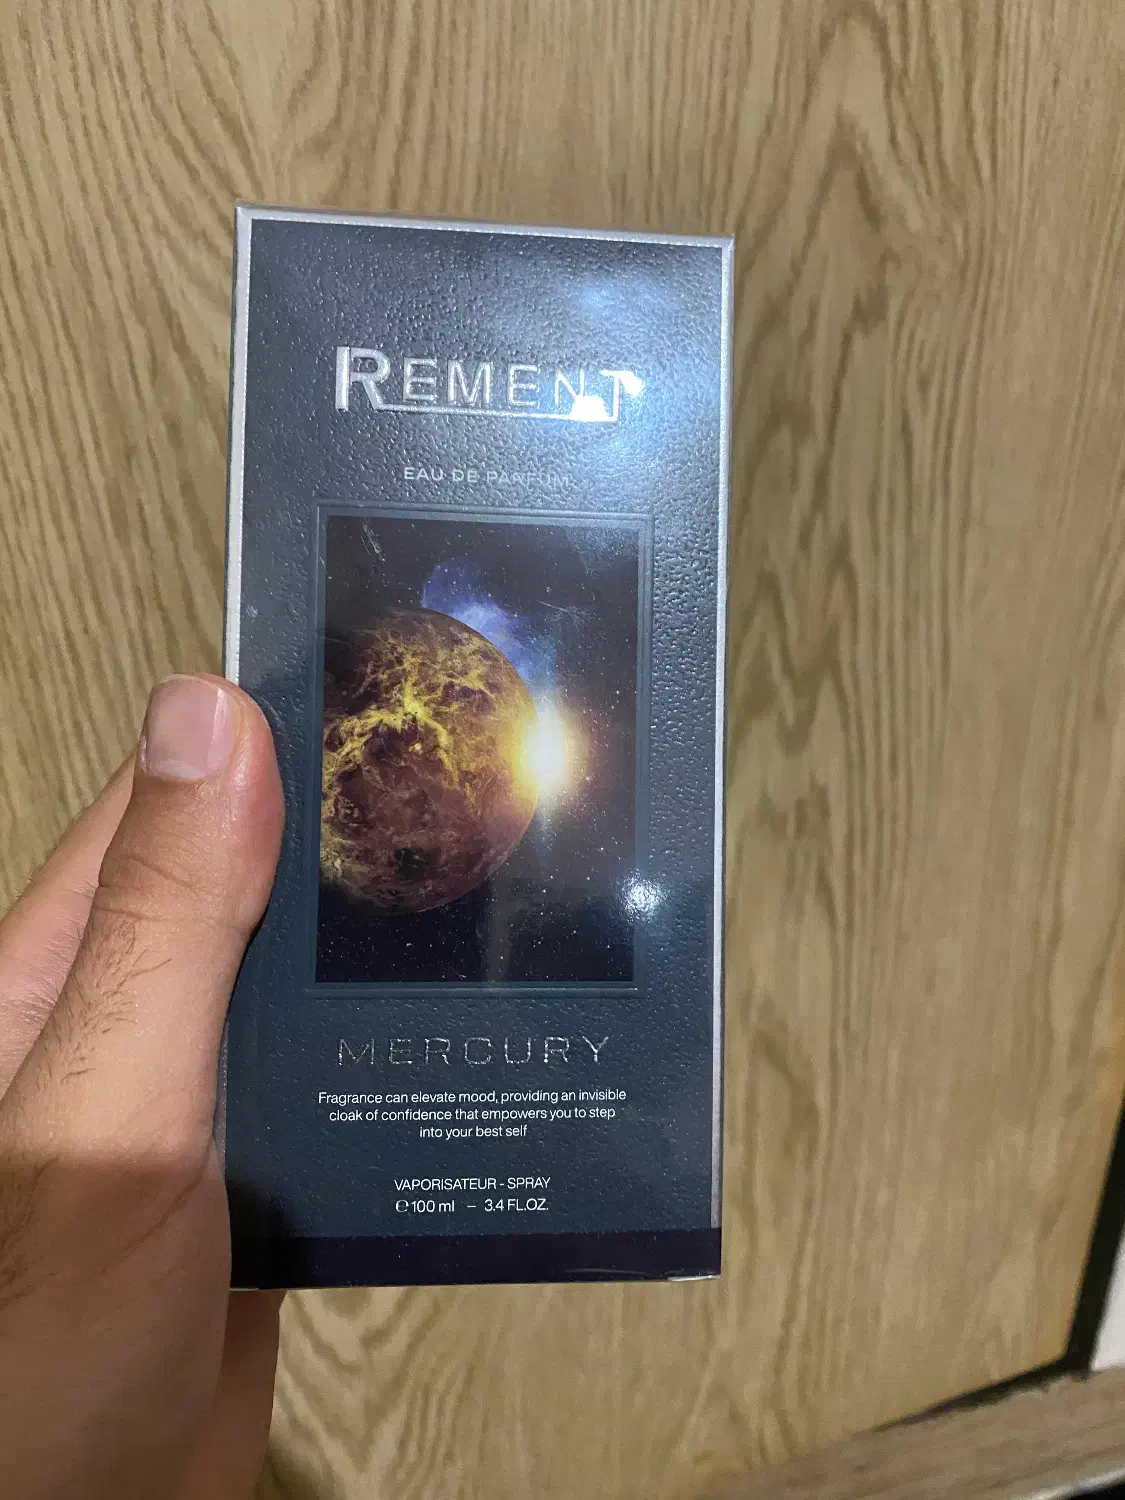 REMENT
EAU DE PARFUM
MERCURY
Fragrance can elevate mood, providing an invisible
cloak of confidence that empowers you to step
into your best self
VAPORISATEUR - SPRAY
℮ 100 ml – 3.4 FL.OZ.